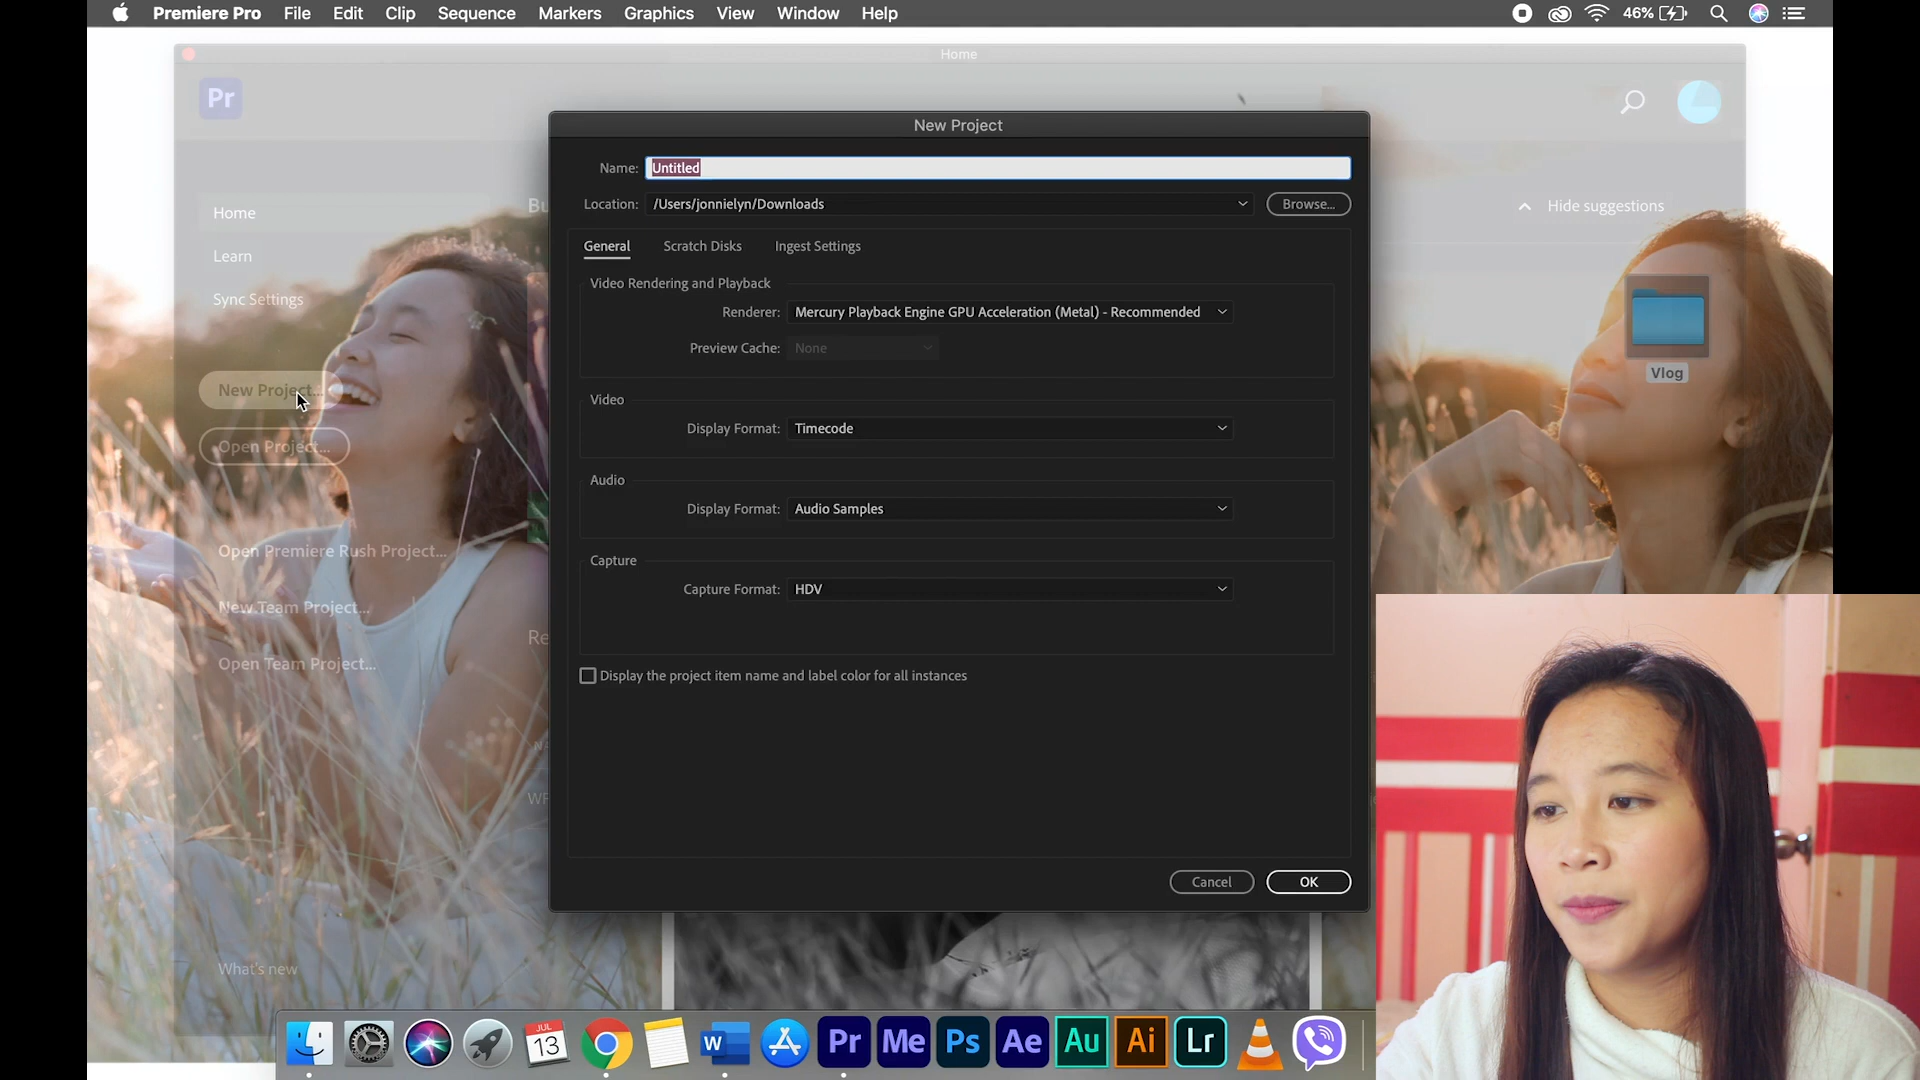 Premiere Pro File Edit Clip Sequence Markers Graphics View Window Help 46%
Home
Pr
New Project
Name: Untitled
Location: /Users/jonnielyn/Downloads Browse...
Home
Bu
Hide suggestions
Learn
Sync Settings
General Scratch Disks Ingest Settings
Video Rendering and Playback
Renderer: Mercury Playback Engine GPU Acceleration (Metal) - Recommended
Preview Cache: None
Vlog
New Project...
Open Project...
Video
Display Format: Timecode
Audio
Display Format: Audio Samples
Capture
Capture Format: HDV
Open Premiere Rush Project...
New Team Project...
Re
Open Team Project...
Display the project item name and label color for all instances
Cancel OK
What's new
JUL
13
W
Pr Me Ps Ae Au Ai Lr